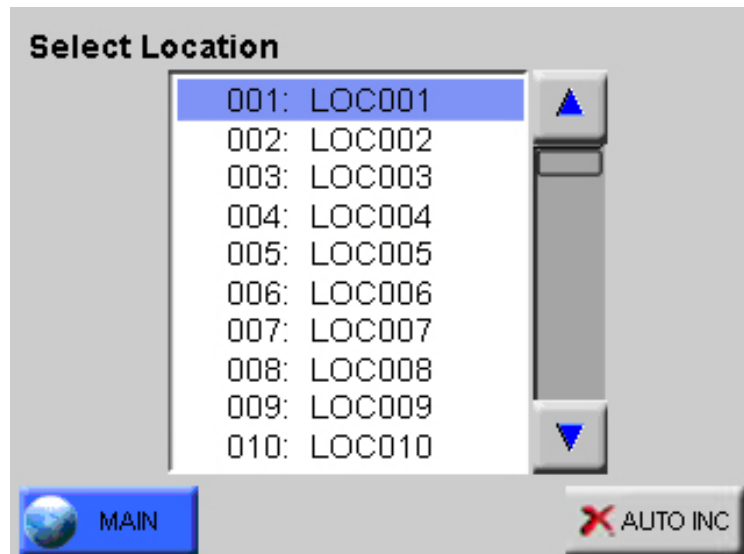 Select Location
001: LOC001
002: LOC002
003: LOC003
004: LOC004
005: LOC005
006: LOC006
007: LOC007
008: LOC008
009: LOC009
010: LOC010
MAIN
AUTO INC